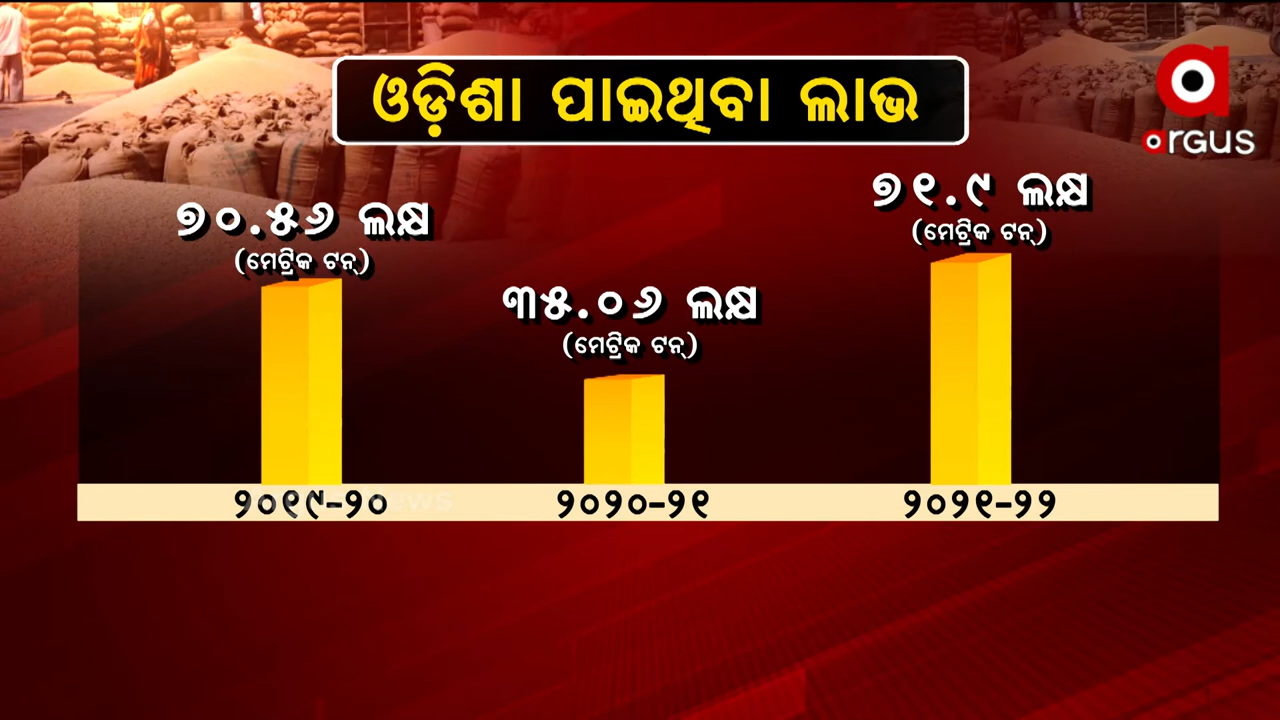 ଓଡ଼ିଶା ପାଇଥିବା ଲାଭ
argus
୭୦.୫୬ ଲକ୍ଷ
(ମେଟ୍ରିକ ଟନ୍)
୩୫.୦୬ ଲକ୍ଷ
(ମେଟ୍ରିକ ଟନ୍)
୭୧.୯ ଲକ୍ଷ
(ମେଟ୍ରିକ ଟନ୍)
୨୦୧୯-୨୦
୨୦୨୦-୨୧
୨୦୨୧-୨୨